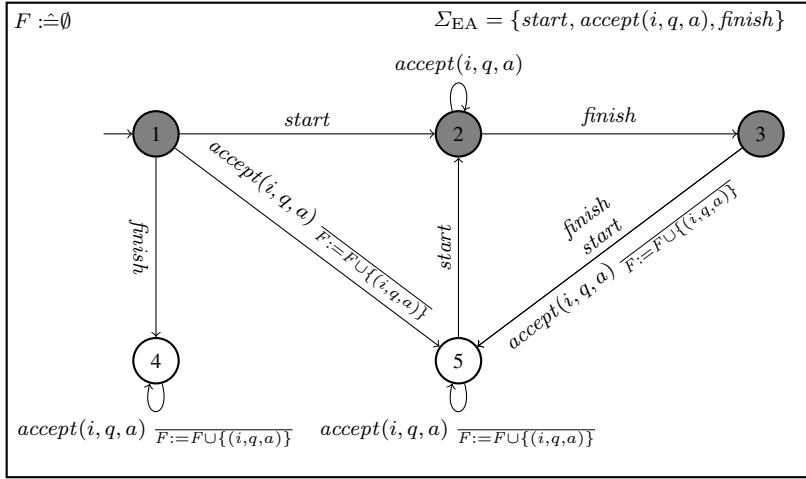 F :≙ ∅
Σ_EA = {start, accept(i, q, a), finish}
accept(i, q, a)
1
start
2
finish
3
finish
accept(i, q, a) F:=F∪{(i,q,a)}
start
finish
start
accept(i, q, a) F:=F∪{(i,q,a)}
4
5
accept(i, q, a) F:=F∪{(i,q,a)}
accept(i, q, a) F:=F∪{(i,q,a)}